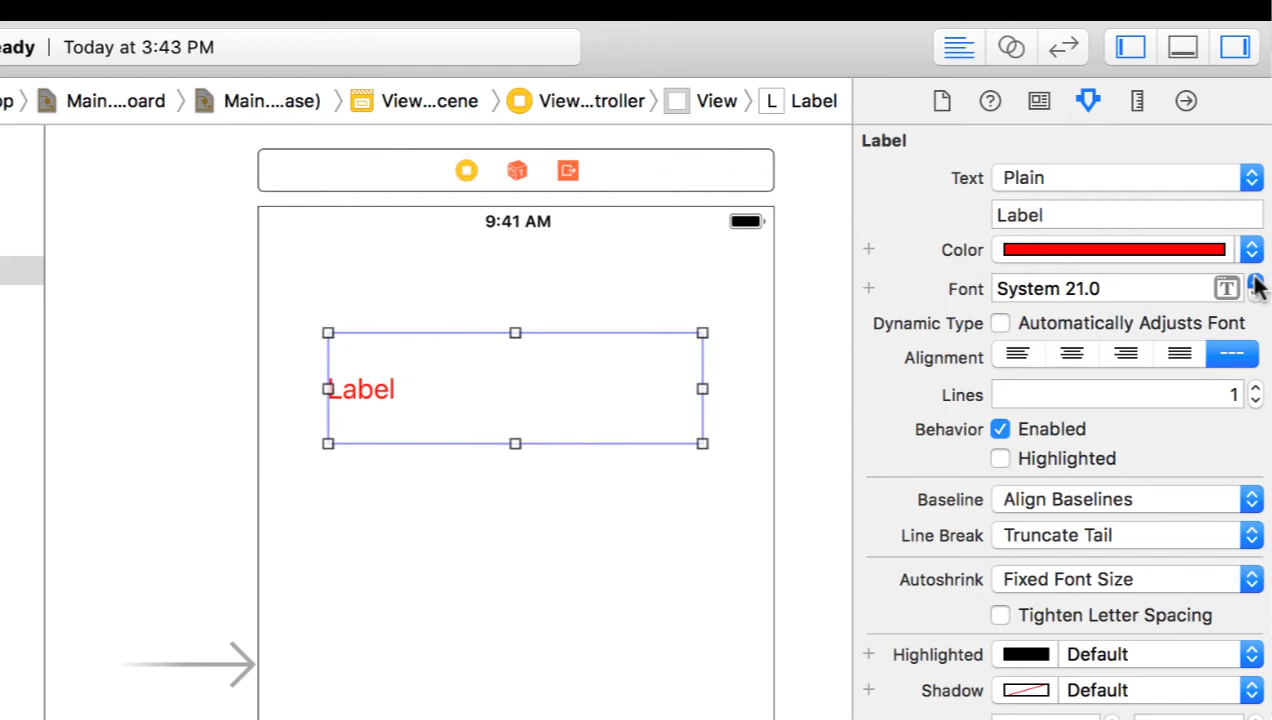 eady | Today at 3:43 PM
op Main....oard Main....ase) View...cene View...troller View L Label
Label
Text Plain
Label
Color
Font System 21.0 T
Dynamic Type Automatically Adjusts Font
Alignment ---
Lines 1
Behavior Enabled
Highlighted
Baseline Align Baselines
Line Break Truncate Tail
Autoshrink Fixed Font Size
Tighten Letter Spacing
Highlighted Default
Shadow Default
9:41 AM
Label